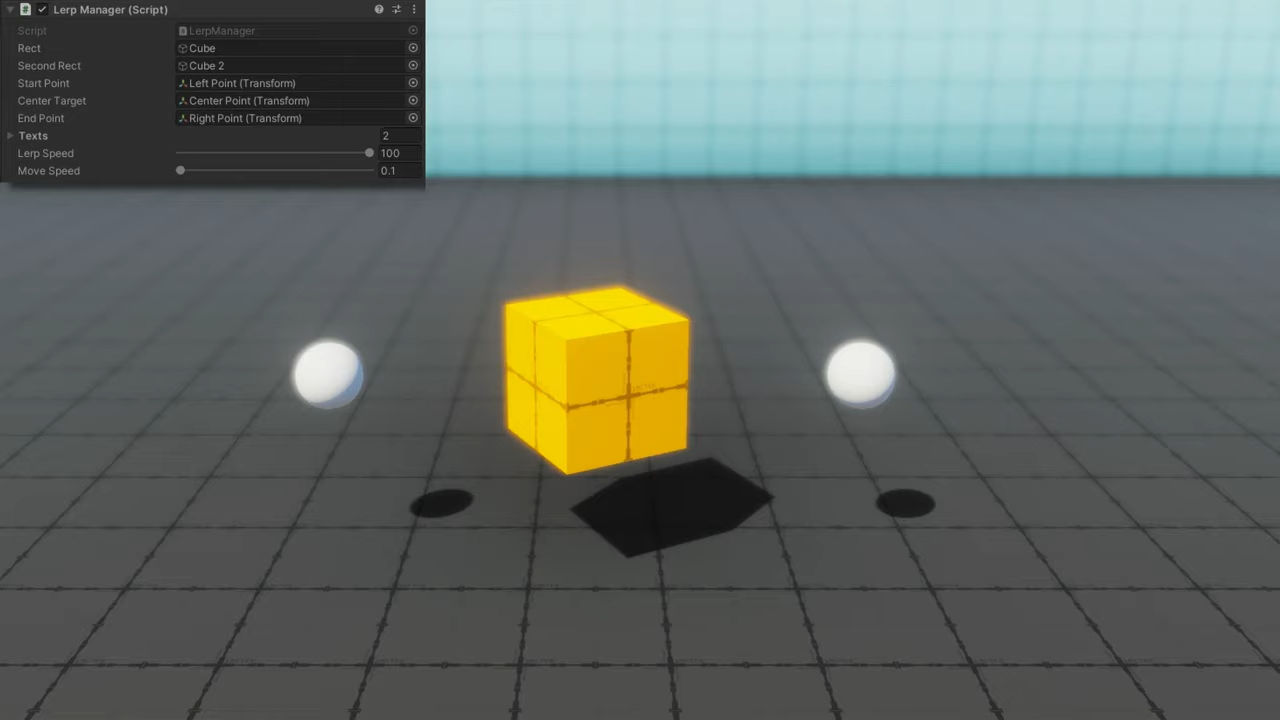 Lerp Manager (Script)
Script LerpManager
Rect Cube
Second Rect Cube 2
Start Point Left Point (Transform)
Center Target Center Point (Transform)
End Point Right Point (Transform)
Texts 2
Lerp Speed 100
Move Speed 0.1